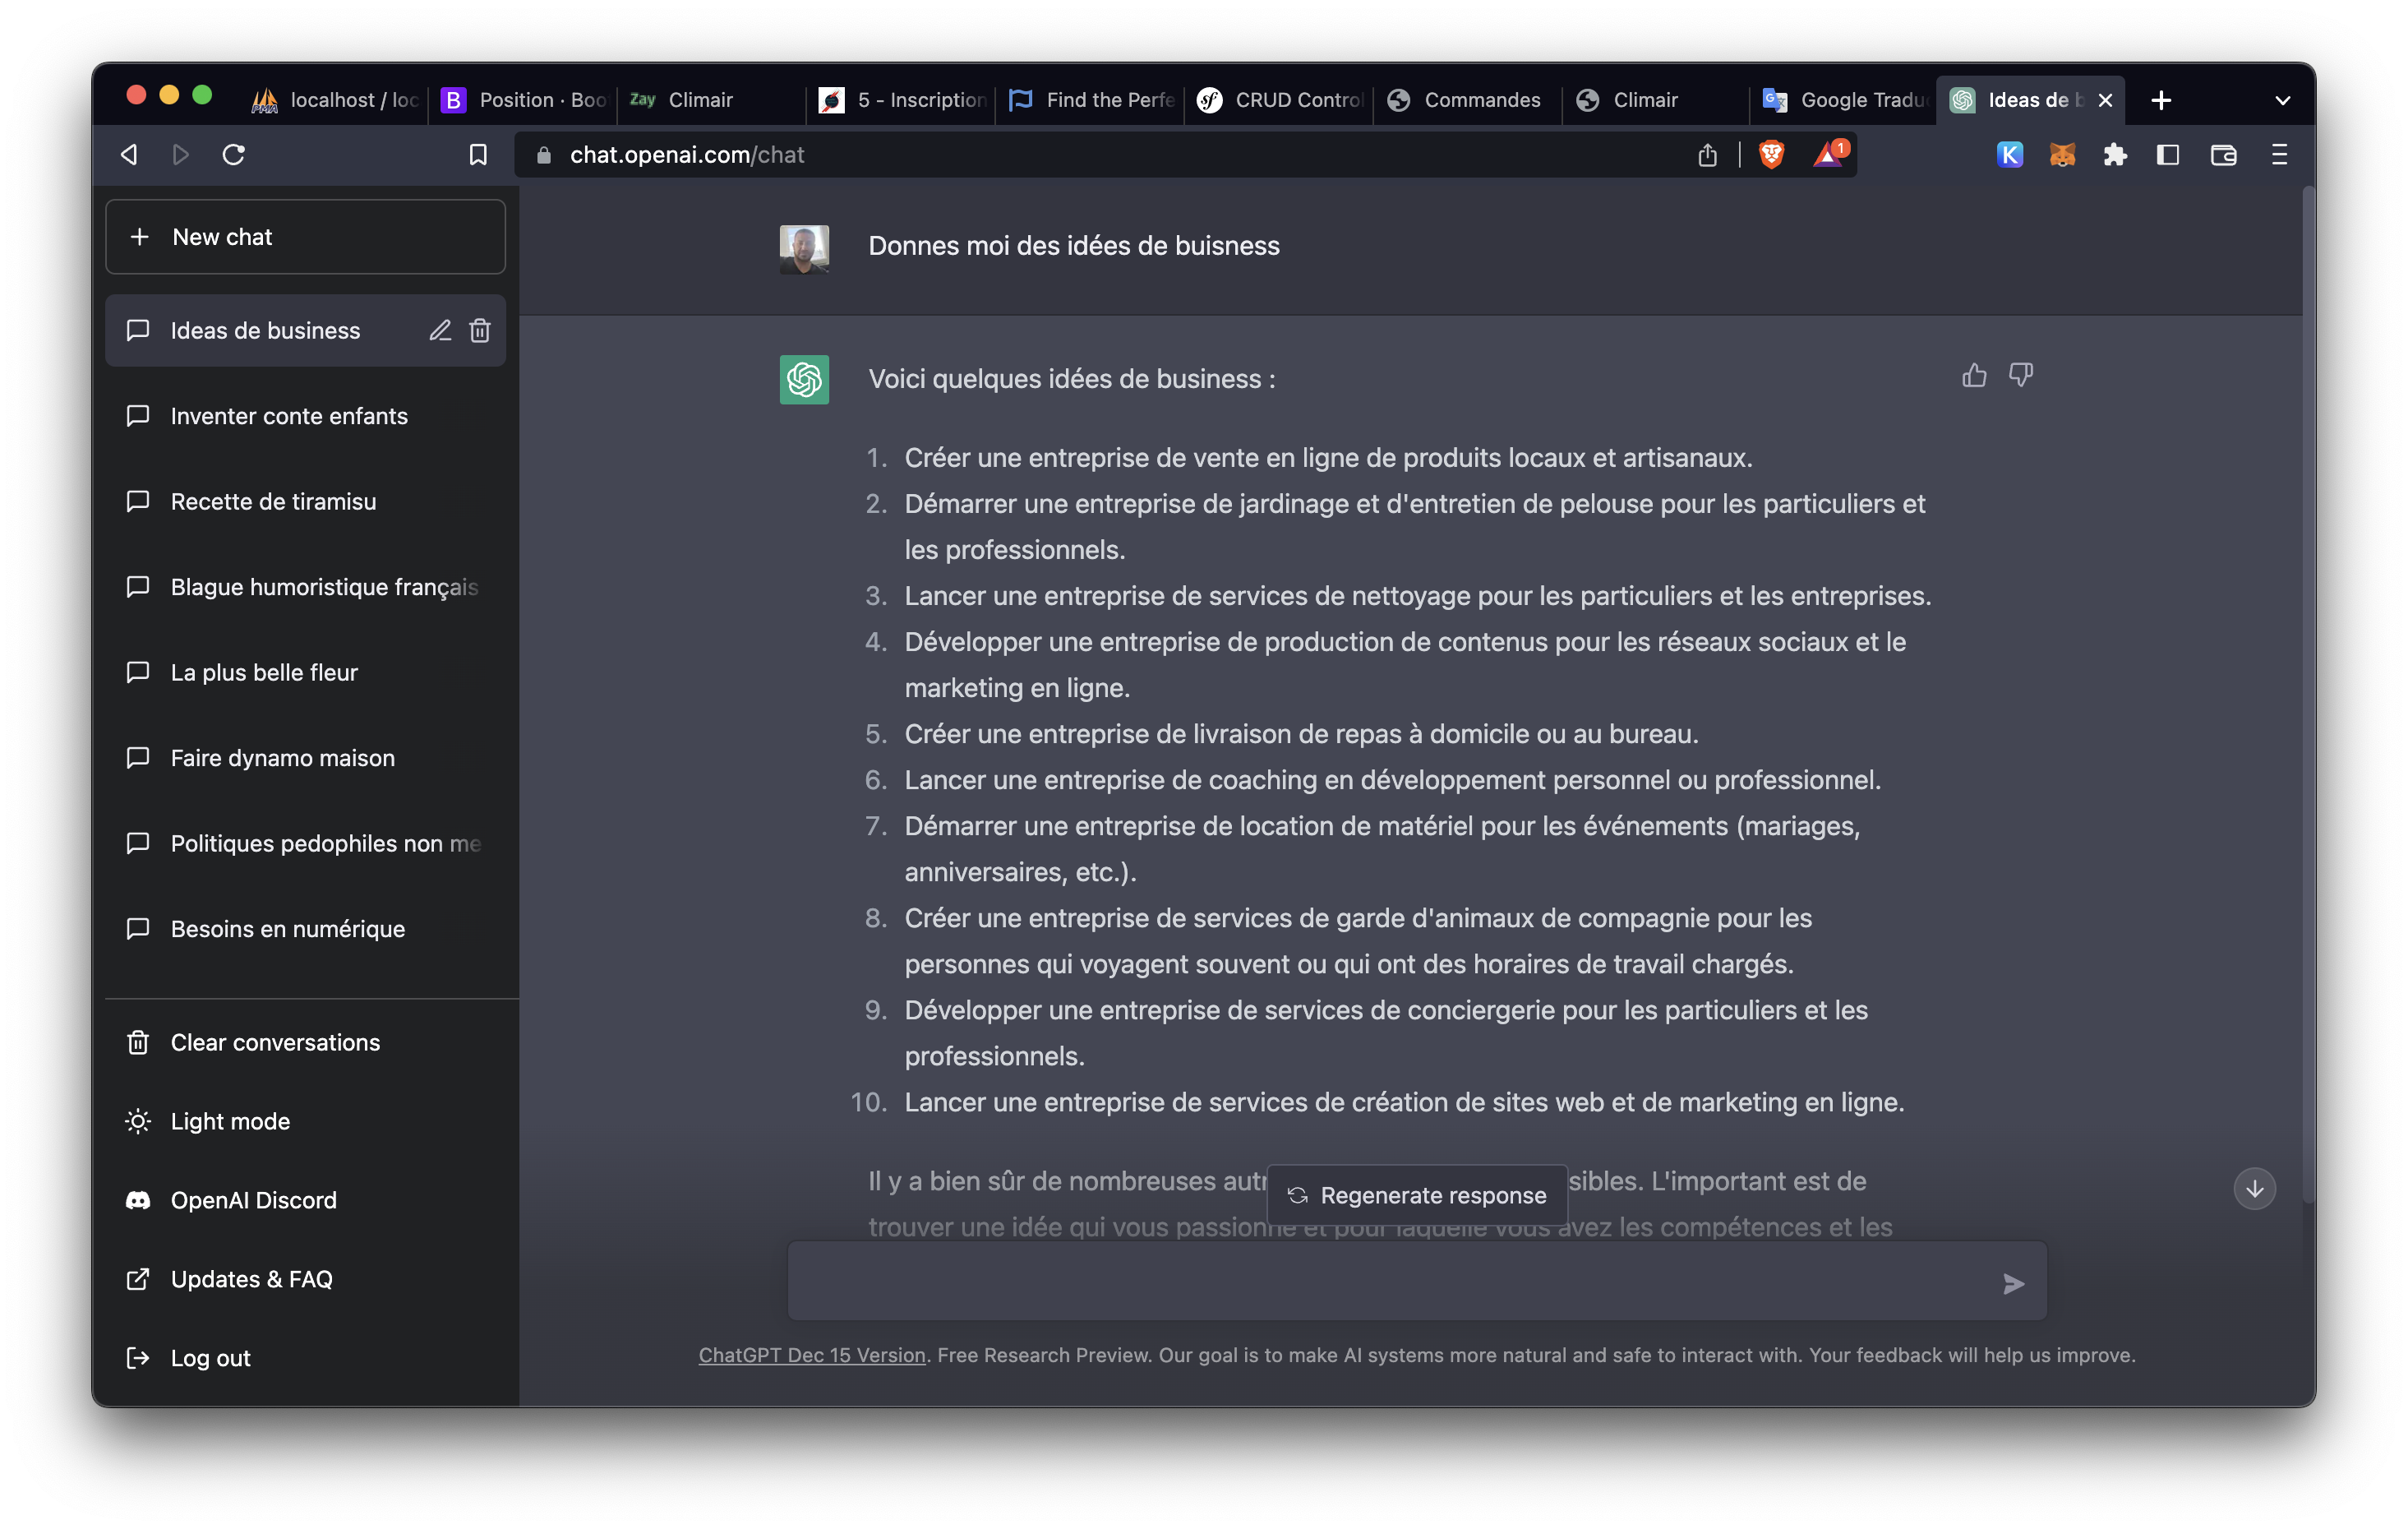 localhost / loc
B Position · Boo
Zay Climair
5 - Inscription
Find the Perfe
sf CRUD Control
Commandes
Climair
Google Tradu
Ideas de b
chat.openai.com/chat
1
K
New chat
Ideas de business
Inventer conte enfants
Recette de tiramisu
Blague humoristique français
La plus belle fleur
Faire dynamo maison
Politiques pedophiles non me
Besoins en numérique
Clear conversations
Light mode
OpenAI Discord
Updates & FAQ
Log out
Donnes moi des idées de buisness
Voici quelques idées de business :
1. Créer une entreprise de vente en ligne de produits locaux et artisanaux.
2. Démarrer une entreprise de jardinage et d'entretien de pelouse pour les particuliers et
les professionnels.
3. Lancer une entreprise de services de nettoyage pour les particuliers et les entreprises.
4. Développer une entreprise de production de contenus pour les réseaux sociaux et le
marketing en ligne.
5. Créer une entreprise de livraison de repas à domicile ou au bureau.
6. Lancer une entreprise de coaching en développement personnel ou professionnel.
7. Démarrer une entreprise de location de matériel pour les événements (mariages,
anniversaires, etc.).
8. Créer une entreprise de services de garde d'animaux de compagnie pour les
personnes qui voyagent souvent ou qui ont des horaires de travail chargés.
9. Développer une entreprise de services de conciergerie pour les particuliers et les
professionnels.
10. Lancer une entreprise de services de création de sites web et de marketing en ligne.
Il y a bien sûr de nombreuses autr sibles. L'important est de
Regenerate response
trouver une idée qui vous passionne et pour laquelle vous avez les compétences et les
ChatGPT Dec 15 Version. Free Research Preview. Our goal is to make AI systems more natural and safe to interact with. Your feedback will help us improve.